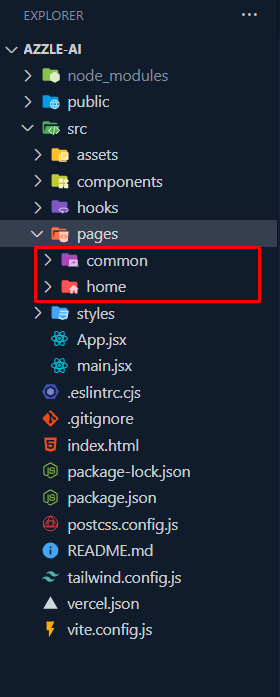 EXPLORER
AZZLE-AI
node_modules
public
src
assets
components
hooks
pages
common
home
styles
App.jsx
main.jsx
.eslintrc.cjs
.gitignore
index.html
package-lock.json
package.json
postcss.config.js
README.md
tailwind.config.js
vercel.json
vite.config.js